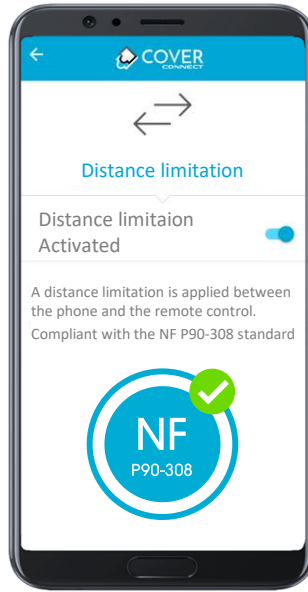 COVER
CONNECT
Distance limitation
Distance limitaion
Activated
A distance limitation is applied between
the phone and the remote control.
Compliant with the NF P90-308 standard
NF
P90-308